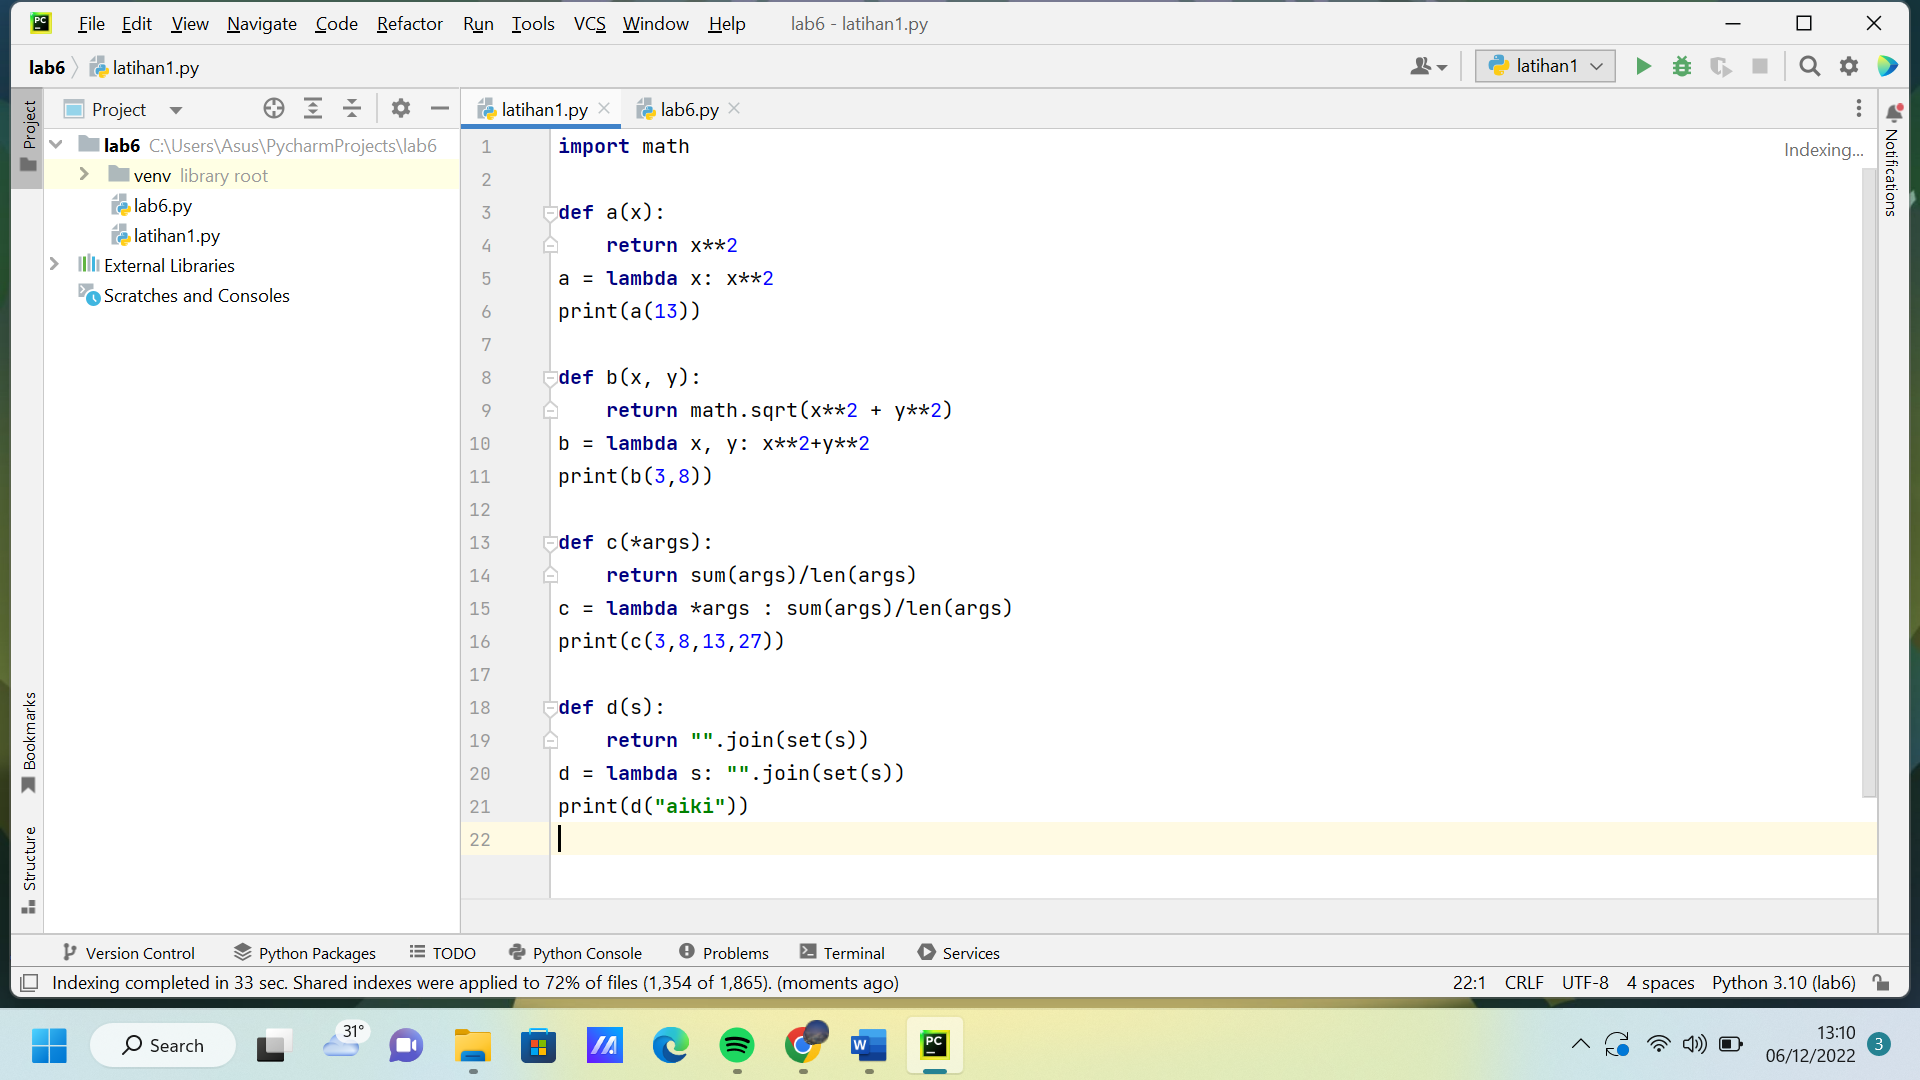 File Edit View Navigate Code Refactor Run Tools VCS Window Help lab6 - latihan1.py
lab6 latihan1.py latihan1
Project
latihan1.py lab6.py
lab6 C:\Users\Asus\PycharmProjects\lab6
venv library root
lab6.py
latihan1.py
External Libraries
Scratches and Consoles
Project
Bookmarks
Structure
1 import math
2
3 def a(x):
4 return x**2
5 a = lambda x: x**2
6 print(a(13))
7
8 def b(x, y):
9 return math.sqrt(x**2 + y**2)
10 b = lambda x, y: x**2+y**2
11 print(b(3,8))
12
13 def c(*args):
14 return sum(args)/len(args)
15 c = lambda *args : sum(args)/len(args)
16 print(c(3,8,13,27))
17
18 def d(s):
19 return "".join(set(s))
20 d = lambda s: "".join(set(s))
21 print(d("aiki"))
22
Indexing...
Notifications
Version Control Python Packages TODO Python Console Problems Terminal Services
Indexing completed in 33 sec. Shared indexes were applied to 72% of files (1,354 of 1,865). (moments ago) 22:1 CRLF UTF-8 4 spaces Python 3.10 (lab6)
Search 31° W PC 13:10
06/12/2022 3
PC